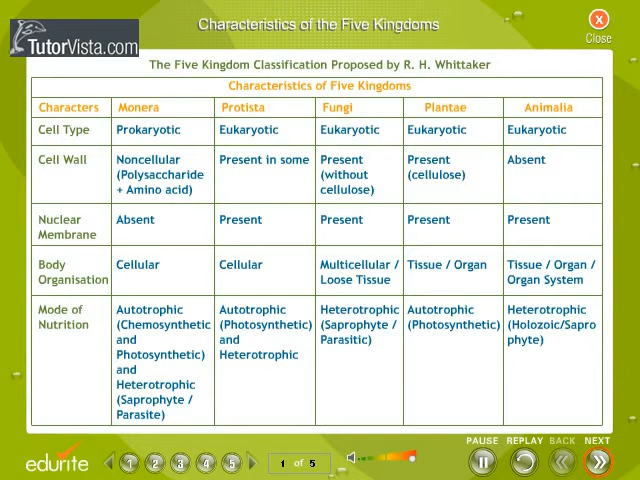 Characteristics of the Five Kingdoms
Close
TutorVista.com
The Five Kingdom Classification Proposed by R. H. Whittaker
Characteristics of Five Kingdoms
Characters Monera Protista Fungi Plantae Animalia
Cell Type Prokaryotic Eukaryotic Eukaryotic Eukaryotic Eukaryotic
Cell Wall Noncellular Present in some Present Present Absent
(Polysaccharide (without (cellulose)
+ Amino acid) cellulose)
Nuclear Absent Present Present Present Present
Membrane
Body Cellular Cellular Multicellular / Tissue / Organ Tissue / Organ /
Organisation Loose Tissue Organ System
Mode of Autotrophic Autotrophic Heterotrophic Autotrophic Heterotrophic
Nutrition (Chemosynthetic (Photosynthetic) (Saprophyte / (Photosynthetic) (Holozoic/Sapro
and and Parasitic) phyte)
Photosynthetic) Heterotrophic
and
Heterotrophic
(Saprophyte /
Parasite)
PAUSE REPLAY BACK NEXT
edurite 1 2 3 4 5 1 of 5